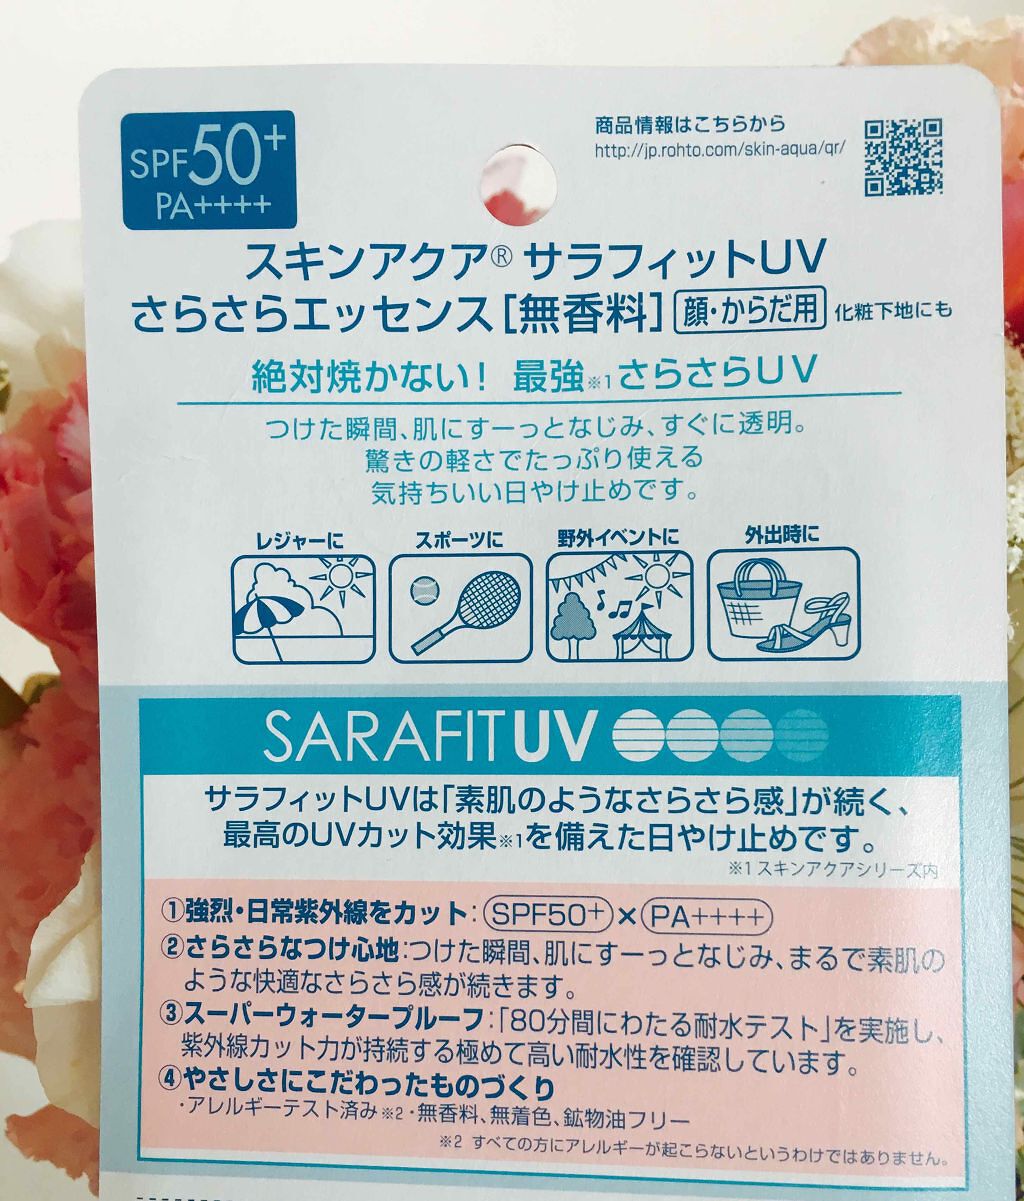 SPF50+
PA++++
商品情報はこちらから
http://jp.rohto.com/skin-aqua/qr/
スキンアクア® サラフィットUV
さらさらエッセンス[無香料] 顔・からだ用 化粧下地にも
絶対焼かない! 最強※1さらさらUV
つけた瞬間、肌にすーっとなじみ、すぐに透明。
驚きの軽さでたっぷり使える
気持ちいい日やけ止めです。
レジャーに スポーツに 野外イベントに 外出時に
SARAFIT UV
サラフィットUVは「素肌のようなさらさら感」が続く、
最高のUVカット効果※1を備えた日やけ止めです。
※1 スキンアクアシリーズ内
①強烈・日常紫外線をカット:SPF50+×PA++++
②さらさらなつけ心地:つけた瞬間、肌にすーっとなじみ、まるで素肌の
ような快適なさらさら感が続きます。
③スーパーウォータープルーフ:「80分間にわたる耐水テスト」を実施し、
紫外線カット力が持続する極めて高い耐水性を確認しています。
④やさしさにこだわったものづくり
・アレルギーテスト済み※2・無香料、無着色、鉱物油フリー
※2 すべての方にアレルギーが起こらないというわけではありません。